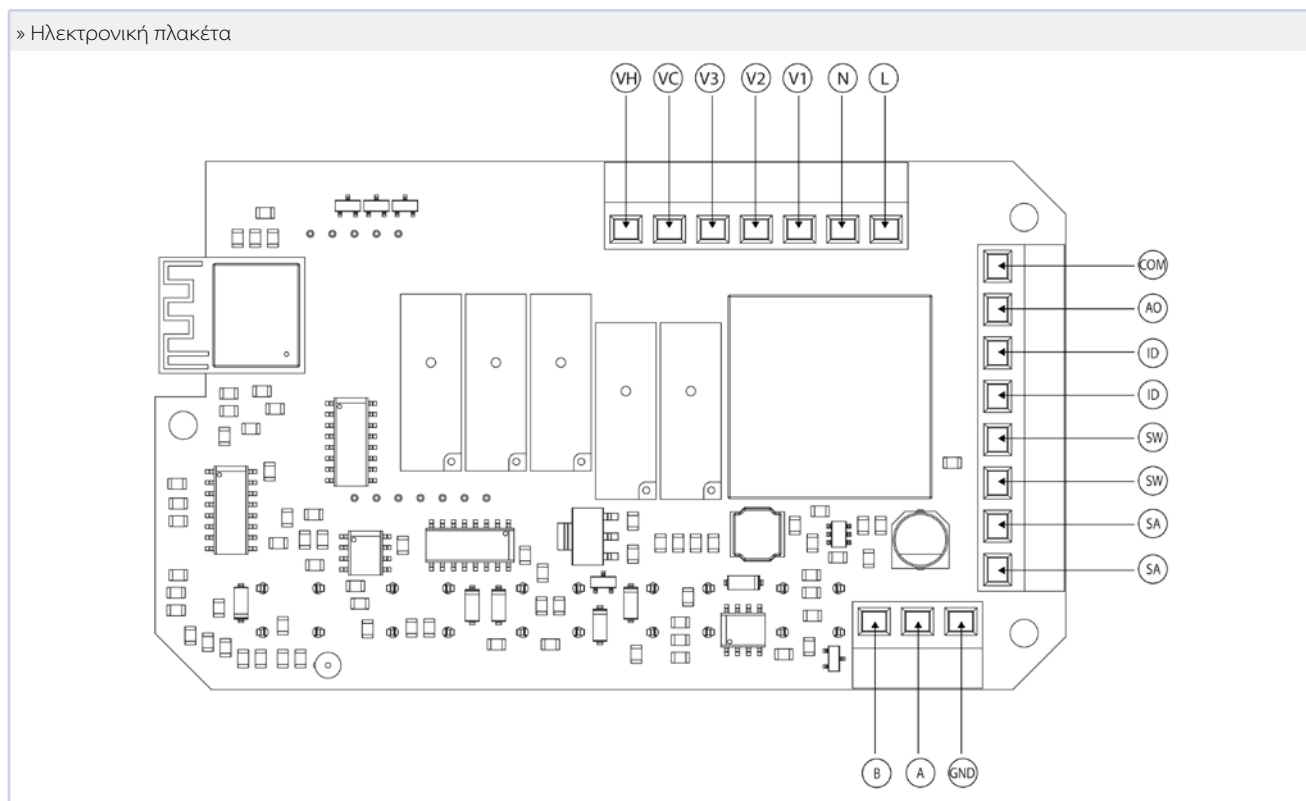 » Ηλεκτρονική πλακέτα
VH VC V3 V2 V1 N L
COM
AO
ID
ID
SW
SW
SA
SA
B A GND